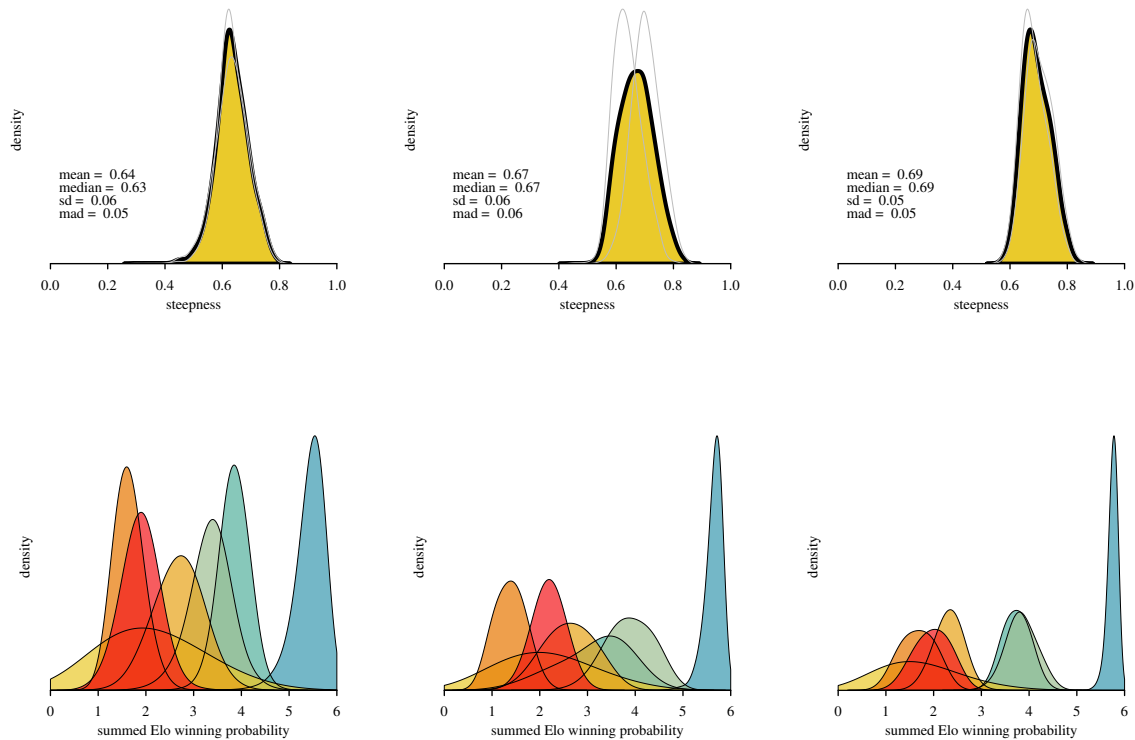 density
mean = 0.64
median = 0.63
sd = 0.06
mad = 0.05
0.0 0.2 0.4 0.6 0.8 1.0
steepness
density
mean = 0.67
median = 0.67
sd = 0.06
mad = 0.06
0.0 0.2 0.4 0.6 0.8 1.0
steepness
density
mean = 0.69
median = 0.69
sd = 0.05
mad = 0.05
0.0 0.2 0.4 0.6 0.8 1.0
steepness
density
0 1 2 3 4 5 6
summed Elo winning probability
density
0 1 2 3 4 5 6
summed Elo winning probability
density
0 1 2 3 4 5 6
summed Elo winning probability